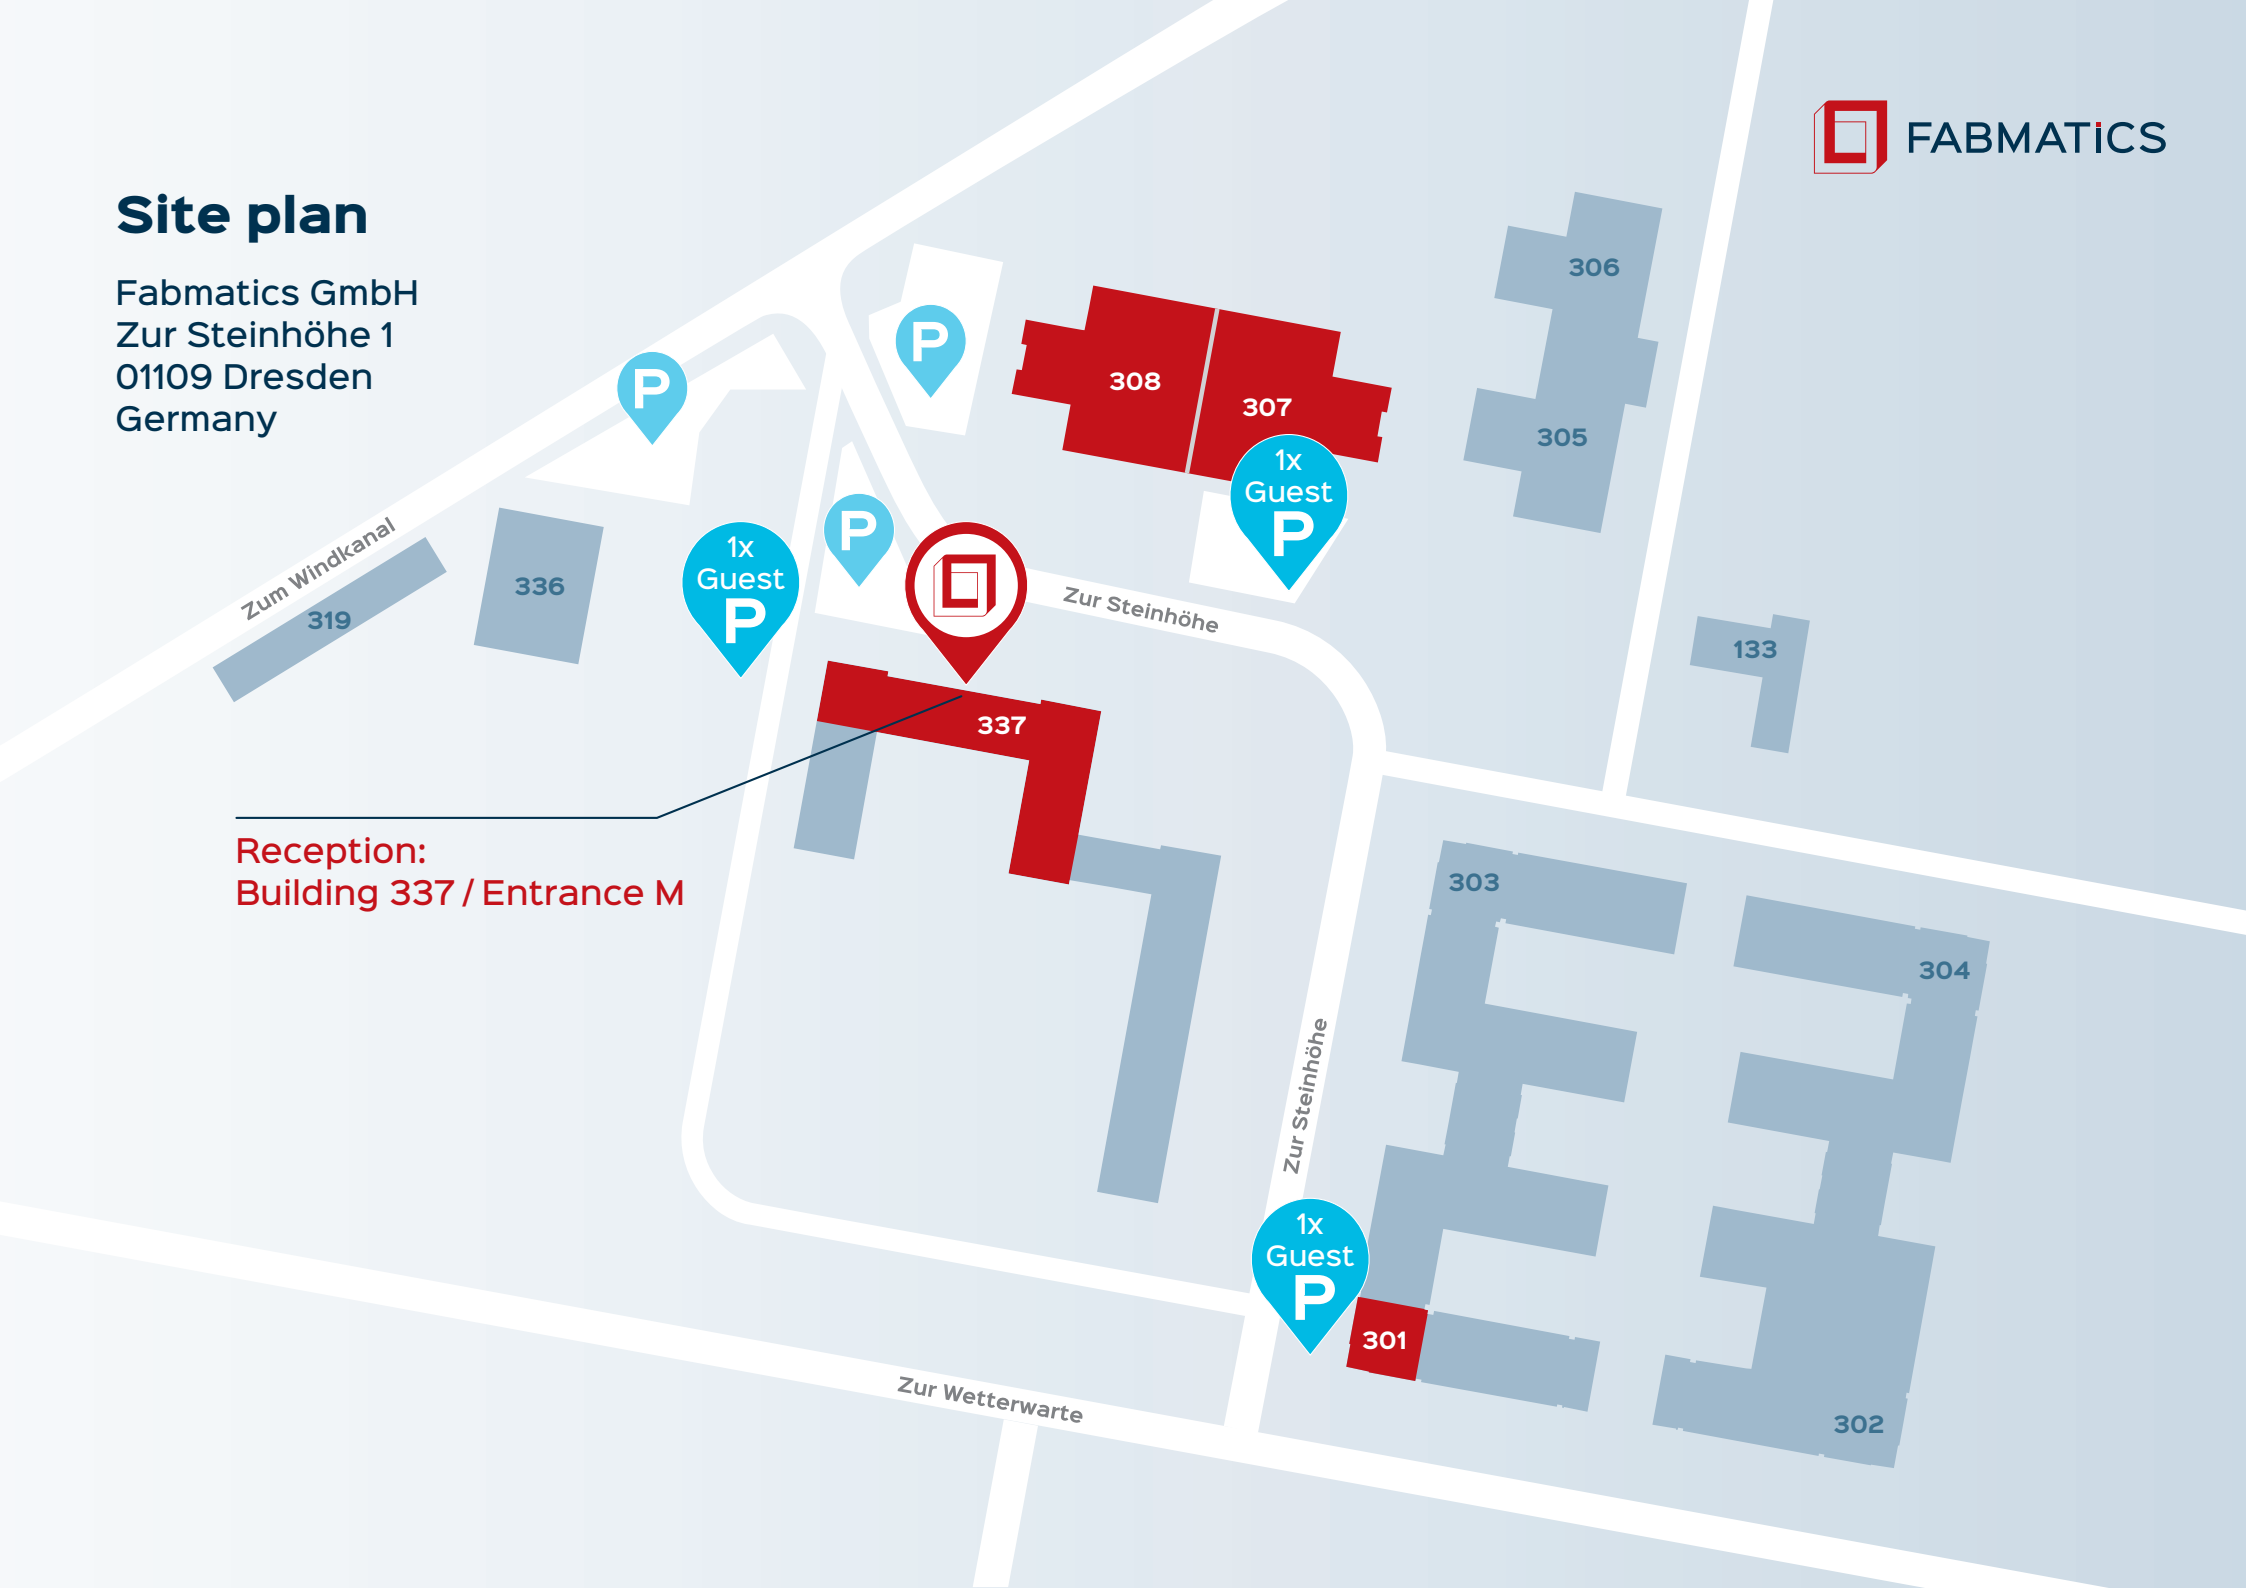 FABMATiCS
Site plan
Fabmatics GmbH
Zur Steinhöhe 1
01109 Dresden
Germany
306
P
P
308
307
305
1x
Guest
P
Zum Windkanal
319
336
1x
Guest
P
P
Zur Steinhöhe
133
337
Reception:
Building 337 / Entrance M
303
304
Zur Steinhöhe
1x
Guest
P
301
Zur Wetterwarte
302